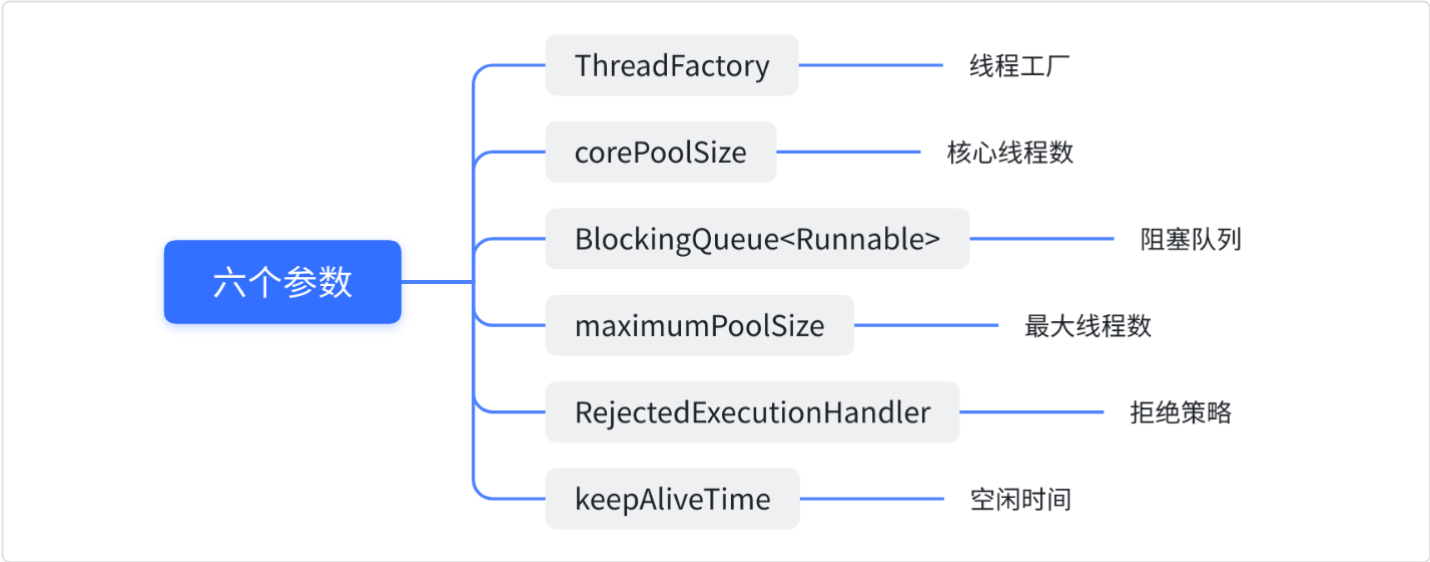 六个参数
ThreadFactory 线程工厂
corePoolSize 核心线程数
BlockingQueue<Runnable> 阻塞队列
maximumPoolSize 最大线程数
RejectedExecutionHandler 拒绝策略
keepAliveTime 空闲时间